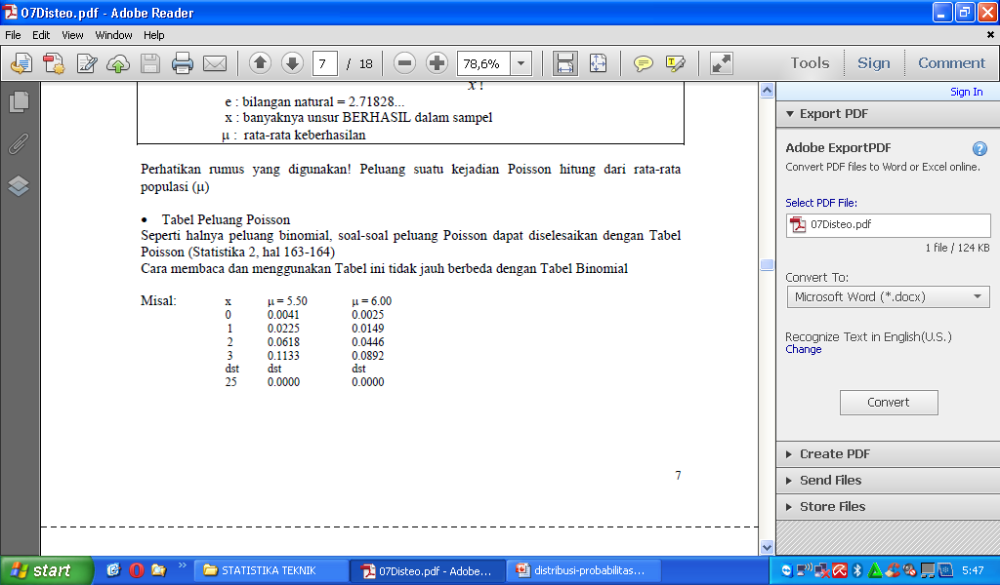 07Disteo.pdf - Adobe Reader
File Edit View Window Help
7 / 18 78,6% Tools Sign Comment
Sign In
x !
e : bilangan natural = 2.71828...
x : banyaknya unsur BERHASIL dalam sampel
μ : rata-rata keberhasilan
Perhatikan rumus yang digunakan! Peluang suatu kejadian Poisson hitung dari rata-rata
populasi (μ)
• Tabel Peluang Poisson
Seperti halnya peluang binomial, soal-soal peluang Poisson dapat diselesaikan dengan Tabel
Poisson (Statistika 2, hal 163-164)
Cara membaca dan menggunakan Tabel ini tidak jauh berbeda dengan Tabel Binomial
Misal: x μ = 5.50 μ = 6.00
0 0.0041 0.0025
1 0.0225 0.0149
2 0.0618 0.0446
3 0.1133 0.0892
dst dst dst
25 0.0000 0.0000
7
Export PDF
Adobe ExportPDF
Convert PDF files to Word or Excel online.
Select PDF File:
07Disteo.pdf
1 file / 124 KB
Convert To:
Microsoft Word (*.docx)
Recognize Text in English(U.S.)
Change
Convert
Create PDF
Send Files
Store Files
start STATISTIKA TEKNIK 07Disteo.pdf - Adobe... distribusi-probabilitas... 5:47